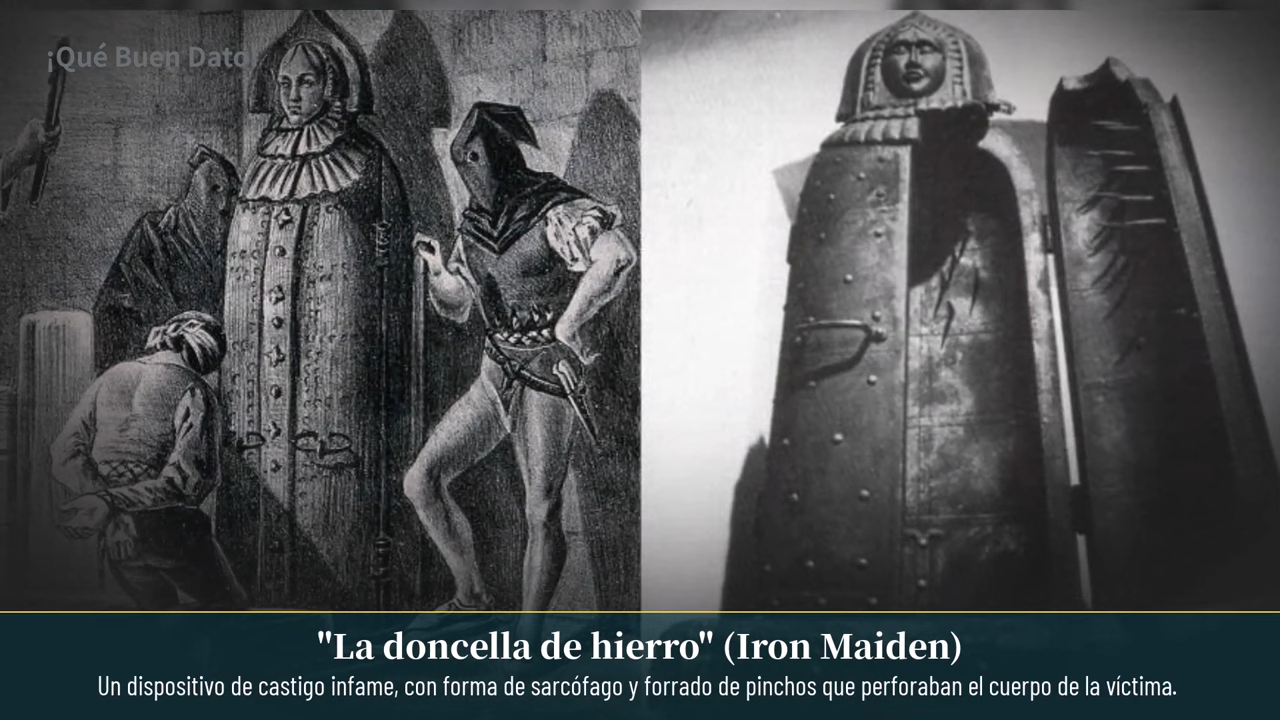 ¡Qué Buen Dato!
"La doncella de hierro" (Iron Maiden)
Un dispositivo de castigo infame, con forma de sarcófago y forrado de pinchos que perforaban el cuerpo de la víctima.